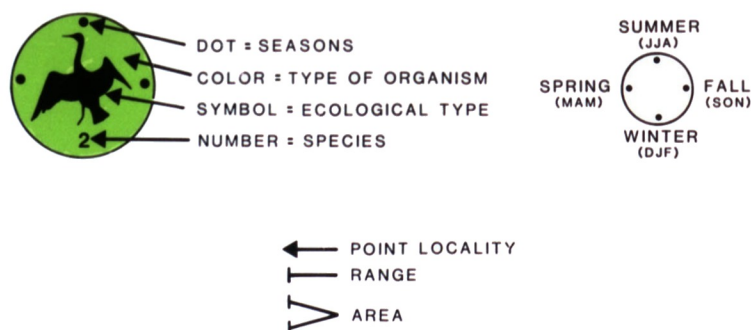 DOT = SEASONS
COLOR = TYPE OF ORGANISM
SYMBOL = ECOLOGICAL TYPE
2
NUMBER = SPECIES
SUMMER
(JJA)
SPRING
(MAM)
FALL
(SON)
WINTER
(DJF)
POINT LOCALITY
RANGE
AREA